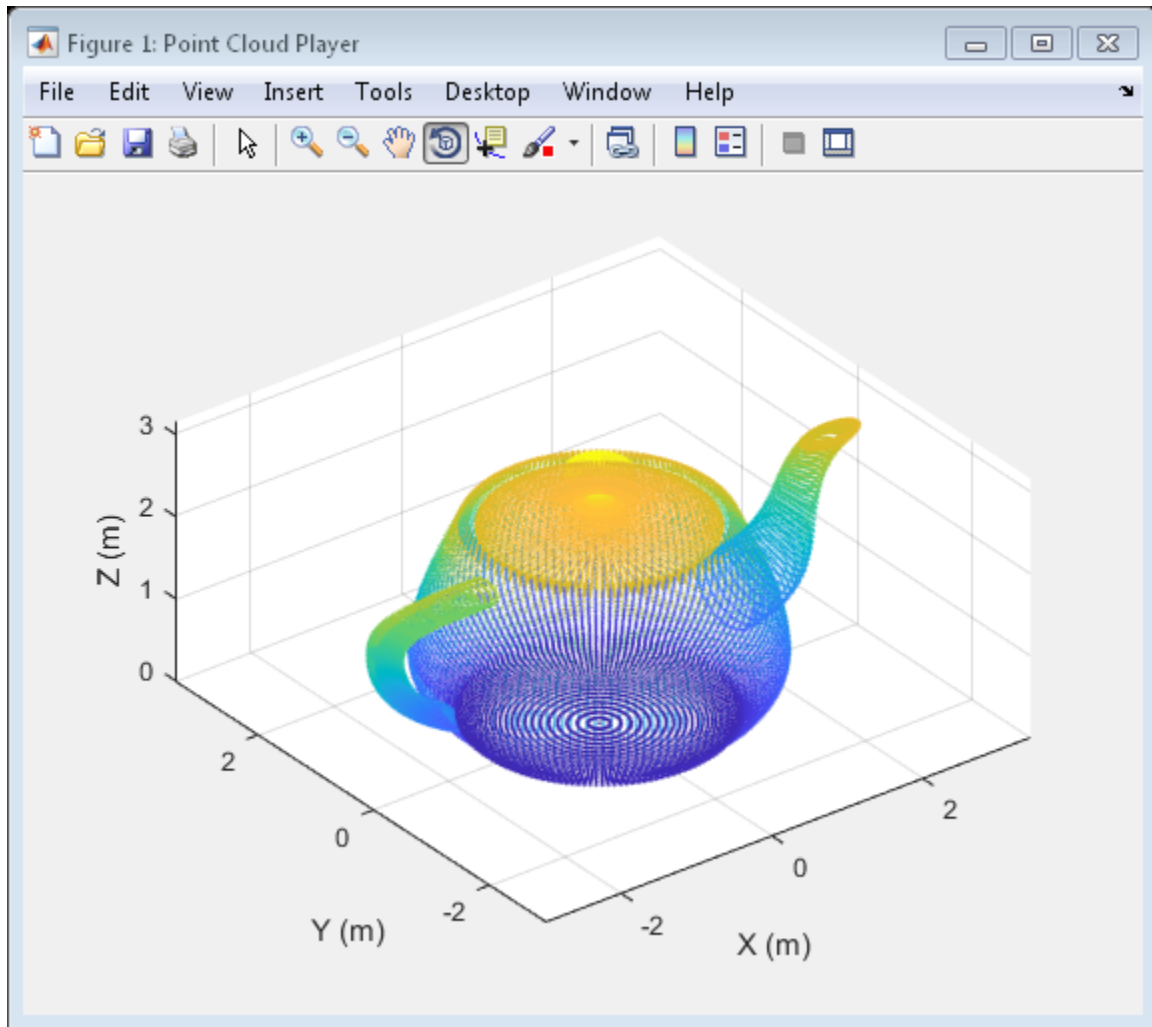 Figure 1: Point Cloud Player
File Edit View Insert Tools Desktop Window Help
3
2
1
0
Z (m)
2
0
-2
Y (m)
-2
0
2
X (m)